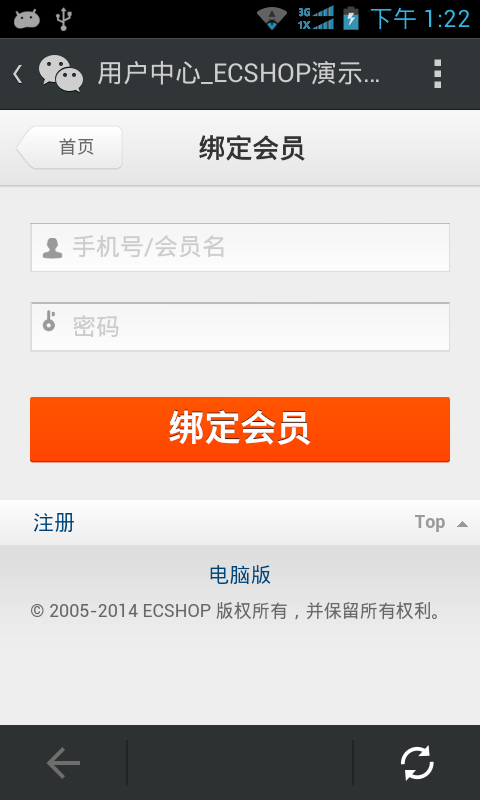 3G
1X
下午 1:22
用户中心_ECSHOP演示...
首页
绑定会员
手机号/会员名
密码
绑定会员
注册
Top
电脑版
© 2005-2014 ECSHOP 版权所有，并保留所有权利。